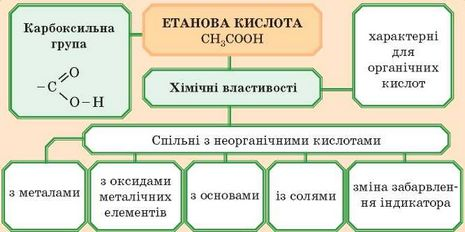 Карбоксильна
група
O
– C
O – H
ЕТАНОВА КИСЛОТА
CH₃COOH
характерні
для
органічних
кислот
Хімічні властивості
Спільні з неорганічними кислотами
з металами
з оксидами
металічних
елементів
з основами
із солями
зміна забарвлен-
ня індикатора